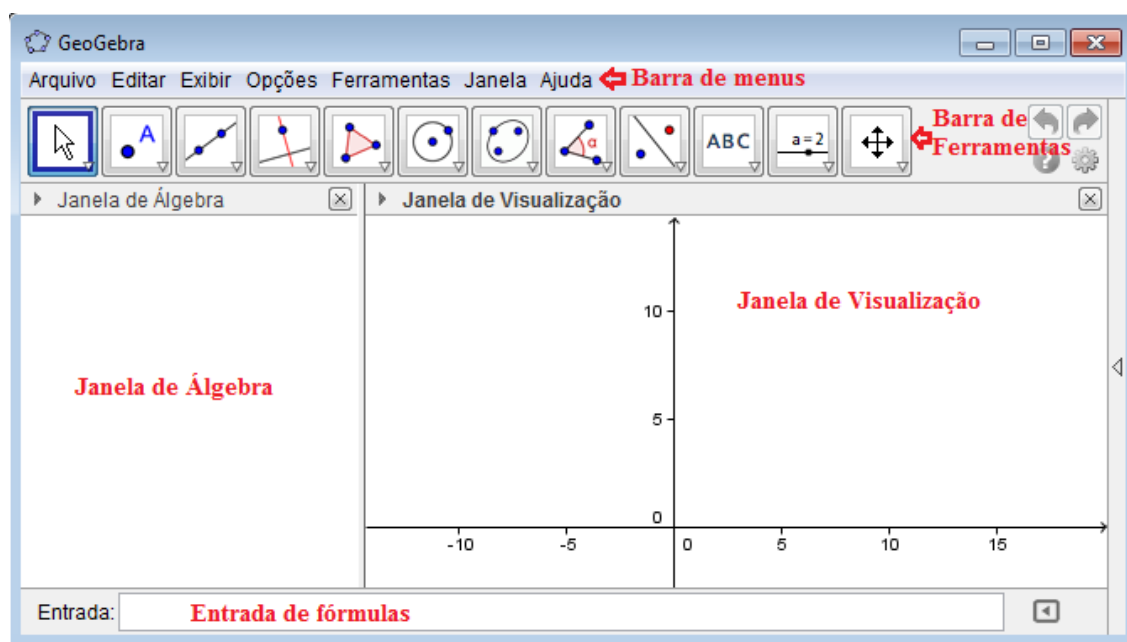 GeoGebra
Arquivo Editar Exibir Opções Ferramentas Janela Ajuda Barra de menus
A α ABC a=2 Barra de
Ferramentas
Janela de Álgebra Janela de Visualização
Janela de Visualização
10
Janela de Álgebra
5
0
-10 -5 0 5 10 15
Entrada: Entrada de fórmulas